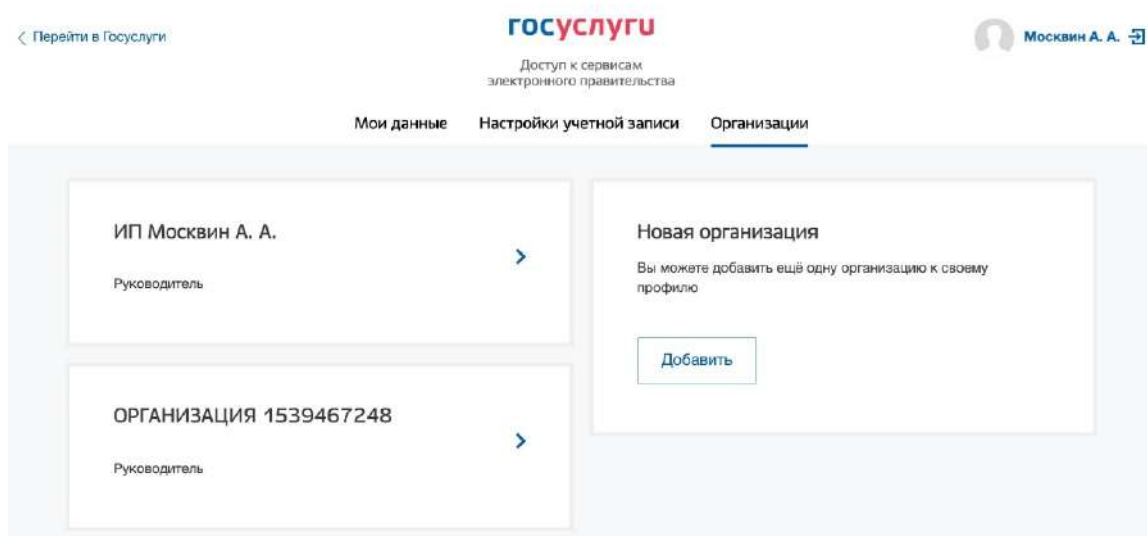 Перейти в Госуслуги
госуслуги
Москвин А. А.
Доступ к сервисам
электронного правительства
Мои данные
Настройки учетной записи
Организации
ИП Москвин А. А.
Руководитель
Новая организация
Вы можете добавить ещё одну организацию к своему
профилю
Добавить
ОРГАНИЗАЦИЯ 1539467248
Руководитель